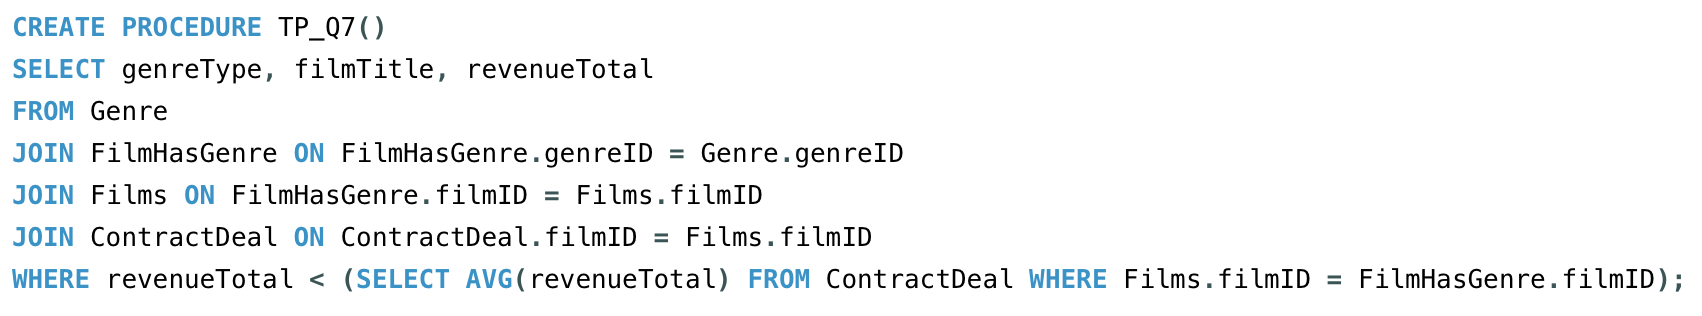 CREATE PROCEDURE TP_Q7()
SELECT genreType, filmTitle, revenueTotal
FROM Genre
JOIN FilmHasGenre ON FilmHasGenre.genreID = Genre.genreID
JOIN Films ON FilmHasGenre.filmID = Films.filmID
JOIN ContractDeal ON ContractDeal.filmID = Films.filmID
WHERE revenueTotal < (SELECT AVG(revenueTotal) FROM ContractDeal WHERE Films.filmID = FilmHasGenre.filmID);